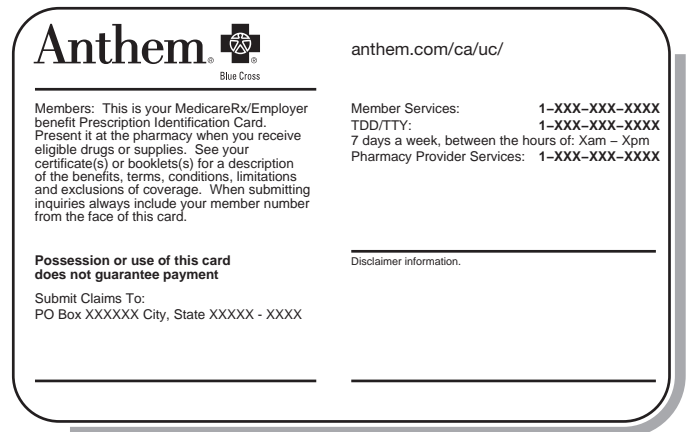 Anthem®
Blue Cross
Members: This is your MedicareRx/Employer
benefit Prescription Identification Card.
Present it at the pharmacy when you receive
eligible drugs or supplies. See your
certificate(s) or booklets(s) for a description
of the benefits, terms, conditions, limitations
and exclusions of coverage. When submitting
inquiries always include your member number
from the face of this card.
Possession or use of this card
does not guarantee payment
Submit Claims To:
PO Box XXXXXX City, State XXXXX - XXXX
anthem.com/ca/uc/
Member Services: 1–XXX–XXX–XXXX
TDD/TTY: 1–XXX–XXX–XXXX
7 days a week, between the hours of: Xam – Xpm
Pharmacy Provider Services: 1–XXX–XXX–XXXX
Disclaimer information.